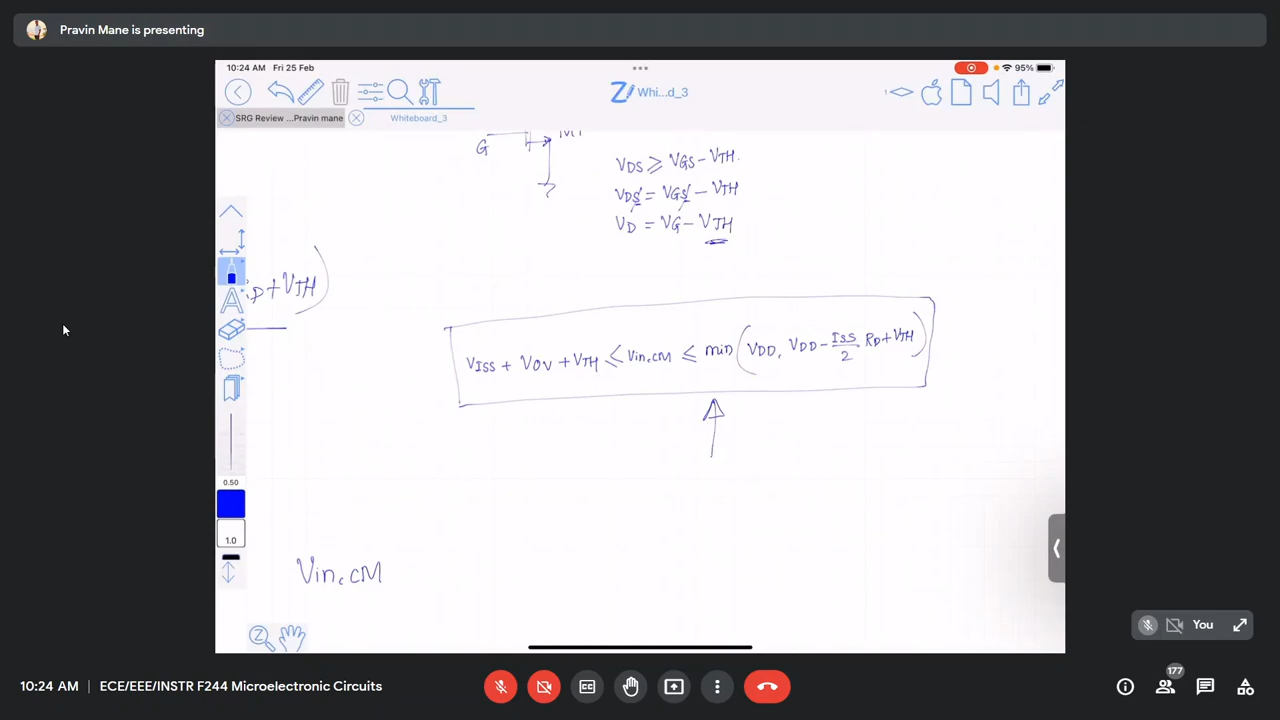 Pravin Mane is presenting
10:24 AM Fri 25 Feb
95%
Whi...d_3
SRG Review ...Pravin mane
Whiteboard_3
G
VDS ≥ VGS − VTH.
VDS = VGS − VTH
VD = VG − VTH
D + VTH)
VISS + VOV + VTH ≤ Vin,CM ≤ min (VDD, VDD − ISS/2 RD + VTH)
0.50
1.0
Vin,CM
You
10:24 AM | ECE/EEE/INSTR F244 Microelectronic Circuits
177